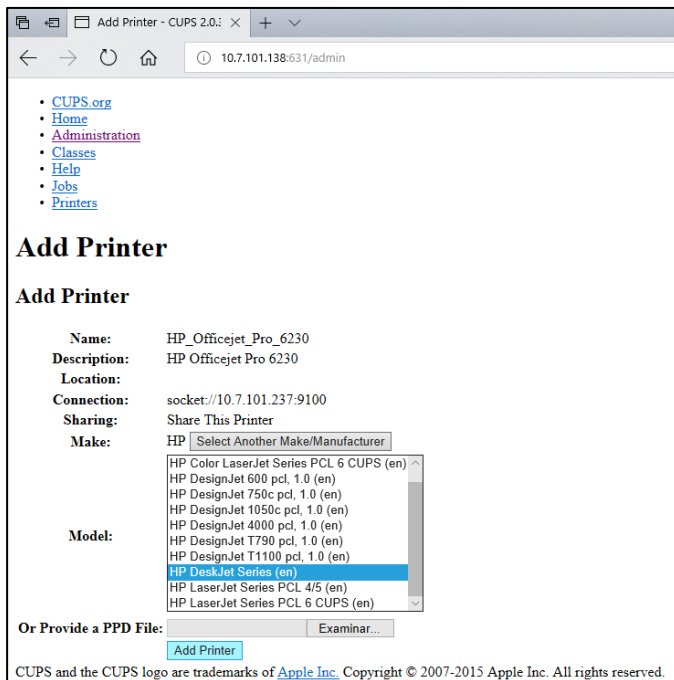 Add Printer - CUPS 2.0.:
10.7.101.138:631/admin
CUPS.org
Home
Administration
Classes
Help
Jobs
Printers
Add Printer
Add Printer
Name: HP_Officejet_Pro_6230
Description: HP Officejet Pro 6230
Location:
Connection: socket://10.7.101.237:9100
Sharing: Share This Printer
Make: HP Select Another Make/Manufacturer
HP Color LaserJet Series PCL 6 CUPS (en)
HP DesignJet 600 pcl, 1.0 (en)
HP DesignJet 750c pcl, 1.0 (en)
HP DesignJet 1050c pcl, 1.0 (en)
HP DesignJet 4000 pcl, 1.0 (en)
HP DesignJet T790 pcl, 1.0 (en)
Model: HP DesignJet T1100 pcl, 1.0 (en)
HP DeskJet Series (en)
HP LaserJet Series PCL 4/5 (en)
HP LaserJet Series PCL 6 CUPS (en)
Or Provide a PPD File: Examinar...
Add Printer
CUPS and the CUPS logo are trademarks of Apple Inc. Copyright © 2007-2015 Apple Inc. All rights reserved.